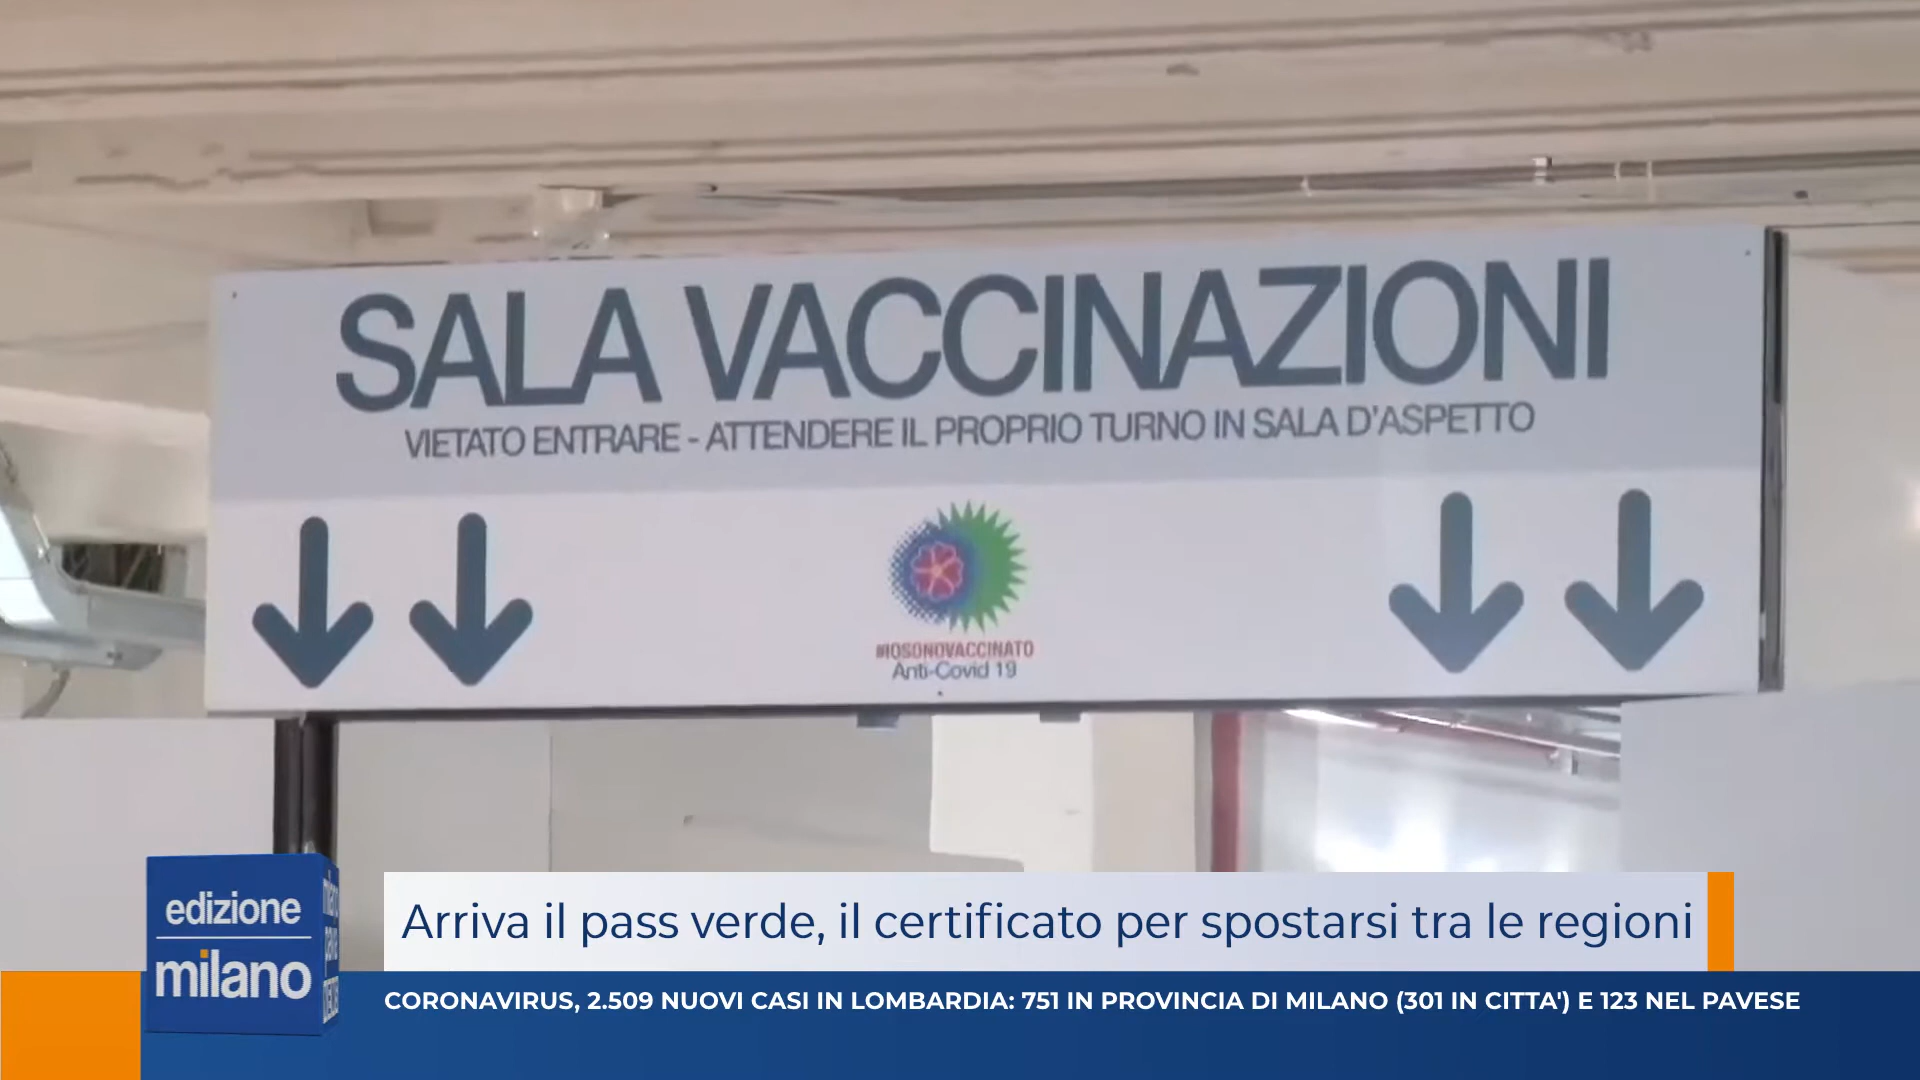 SALA VACCINAZIONI
VIETATO ENTRARE - ATTENDERE IL PROPRIO TURNO IN SALA D'ASPETTO
#IOSONOVACCINATO
Anti-Covid 19
edizione
milano
Arriva il pass verde, il certificato per spostarsi tra le regioni
CORONAVIRUS, 2.509 NUOVI CASI IN LOMBARDIA: 751 IN PROVINCIA DI MILANO (301 IN CITTA') E 123 NEL PAVESE